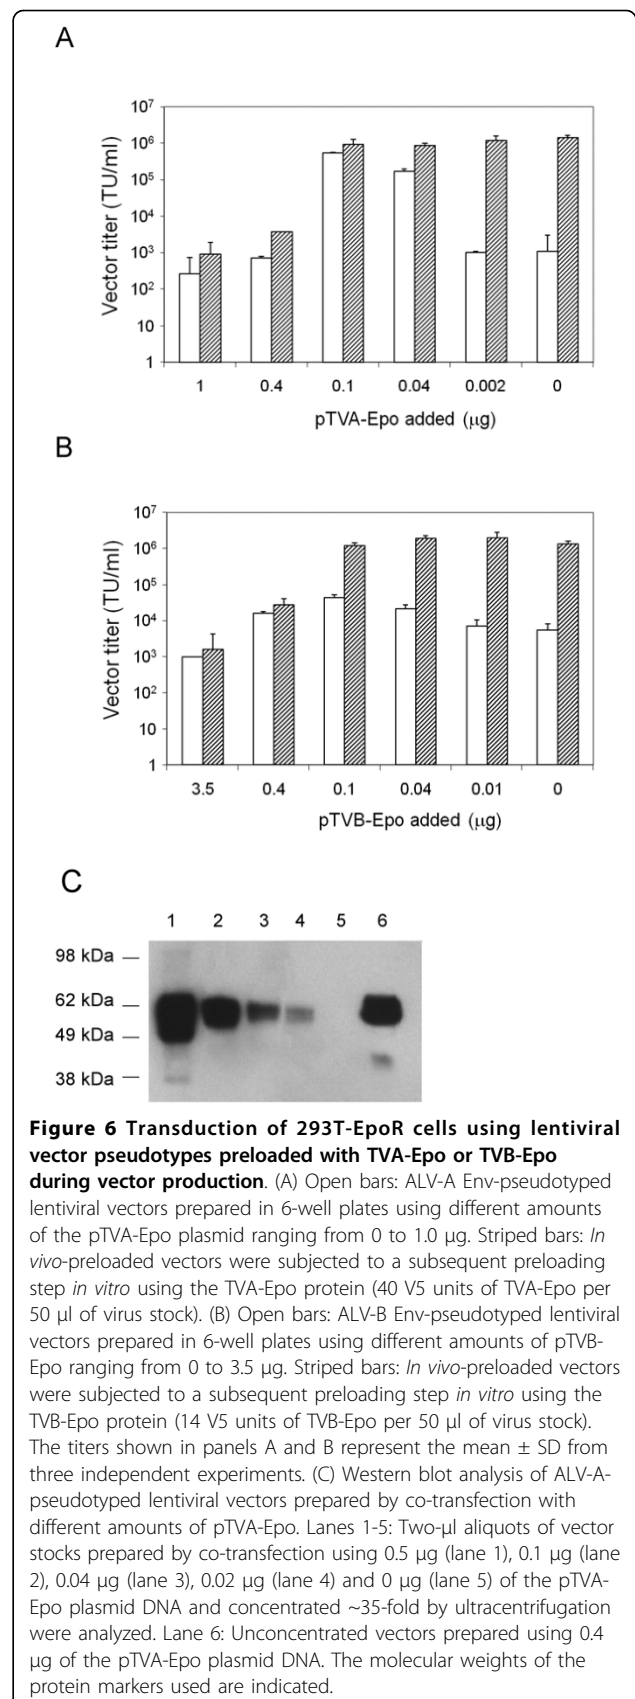 A
10⁷
10⁶
10⁵
10⁴
10³
10²
10
1
Vector titer (TU/ml)
1 0.4 0.1 0.04 0.002 0
pTVA-Epo added (μg)
B
10⁷
10⁶
10⁵
10⁴
10³
10²
10
1
Vector titer (TU/ml)
3.5 0.4 0.1 0.04 0.01 0
pTVB-Epo added (μg)
C
1 2 3 4 5 6
98 kDa
62 kDa
49 kDa
38 kDa
Figure 6 Transduction of 293T-EpoR cells using lentiviral
vector pseudotypes preloaded with TVA-Epo or TVB-Epo
during vector production. (A) Open bars: ALV-A Env-pseudotyped
lentiviral vectors prepared in 6-well plates using different amounts
of the pTVA-Epo plasmid ranging from 0 to 1.0 μg. Striped bars: In
vivo-preloaded vectors were subjected to a subsequent preloading
step in vitro using the TVA-Epo protein (40 V5 units of TVA-Epo per
50 μl of virus stock). (B) Open bars: ALV-B Env-pseudotyped lentiviral
vectors prepared in 6-well plates using different amounts of pTVB-
Epo ranging from 0 to 3.5 μg. Striped bars: In vivo-preloaded vectors
were subjected to a subsequent preloading step in vitro using the
TVB-Epo protein (14 V5 units of TVB-Epo per 50 μl of virus stock).
The titers shown in panels A and B represent the mean ± SD from
three independent experiments. (C) Western blot analysis of ALV-A-
pseudotyped lentiviral vectors prepared by co-transfection with
different amounts of pTVA-Epo. Lanes 1-5: Two-μl aliquots of vector
stocks prepared by co-transfection using 0.5 μg (lane 1), 0.1 μg (lane
2), 0.04 μg (lane 3), 0.02 μg (lane 4) and 0 μg (lane 5) of the pTVA-
Epo plasmid DNA and concentrated ~35-fold by ultracentrifugation
were analyzed. Lane 6: Unconcentrated vectors prepared using 0.4
μg of the pTVA-Epo plasmid DNA. The molecular weights of the
protein markers used are indicated.